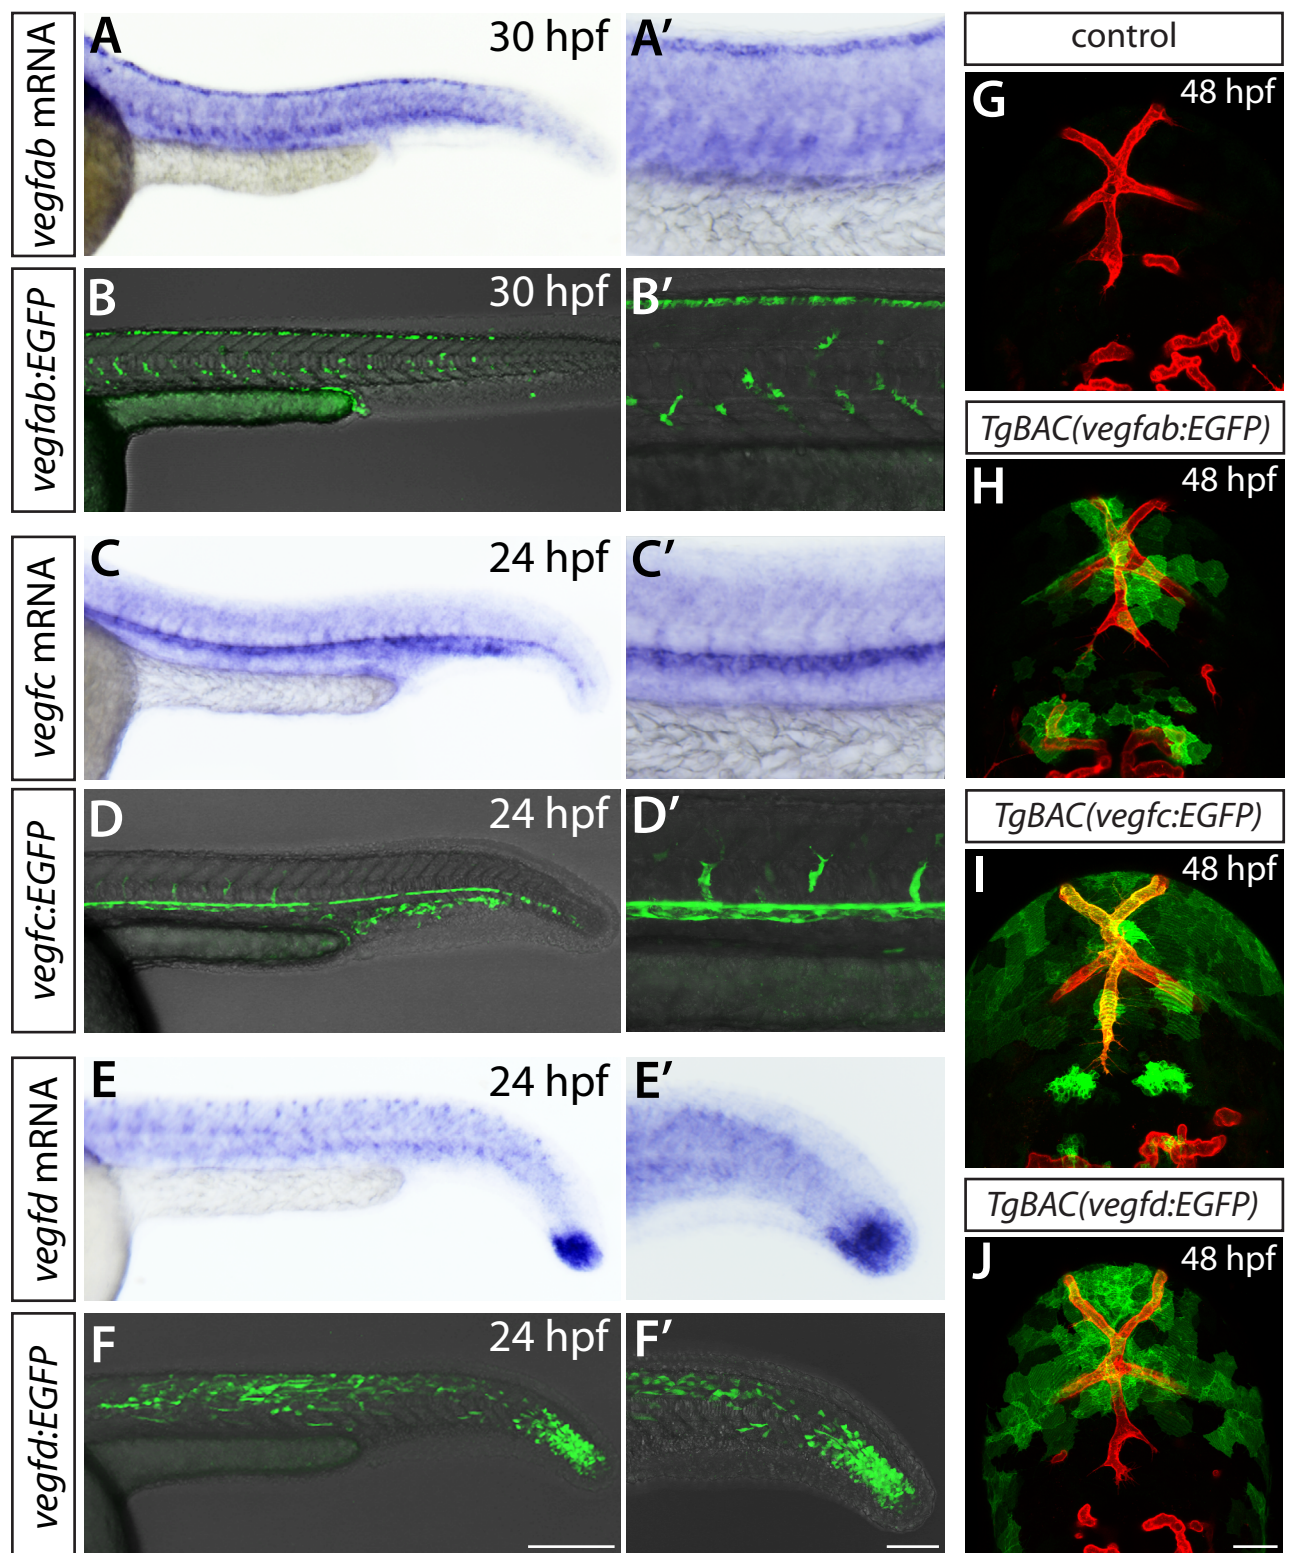 vegfab mRNA
A
30 hpf
A′
vegfab:EGFP
B
30 hpf
B′
vegfc mRNA
C
24 hpf
C′
vegfc:EGFP
D
24 hpf
D′
vegfd mRNA
E
24 hpf
E′
vegfd:EGFP
F
24 hpf
F′
control
G
48 hpf
TgBAC(vegfab:EGFP)
H
48 hpf
TgBAC(vegfc:EGFP)
I
48 hpf
TgBAC(vegfd:EGFP)
J
48 hpf